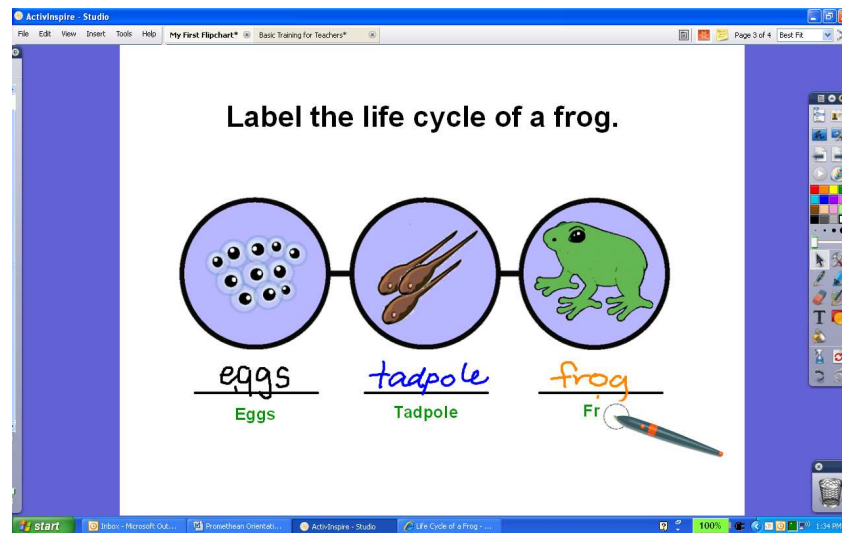 ActivInspire - Studio
File Edit View Insert Tools Help My First Flipchart* Basic Training for Teachers* Page 3 of 4 Best Fit
Label the life cycle of a frog.
eggs tadpole frog
Eggs Tadpole Fr
start Inbox - Microsoft Out... Promethean Orientati... ActivInspire - Studio Life Cycle of a Frog - ... 100% 1:34 PM